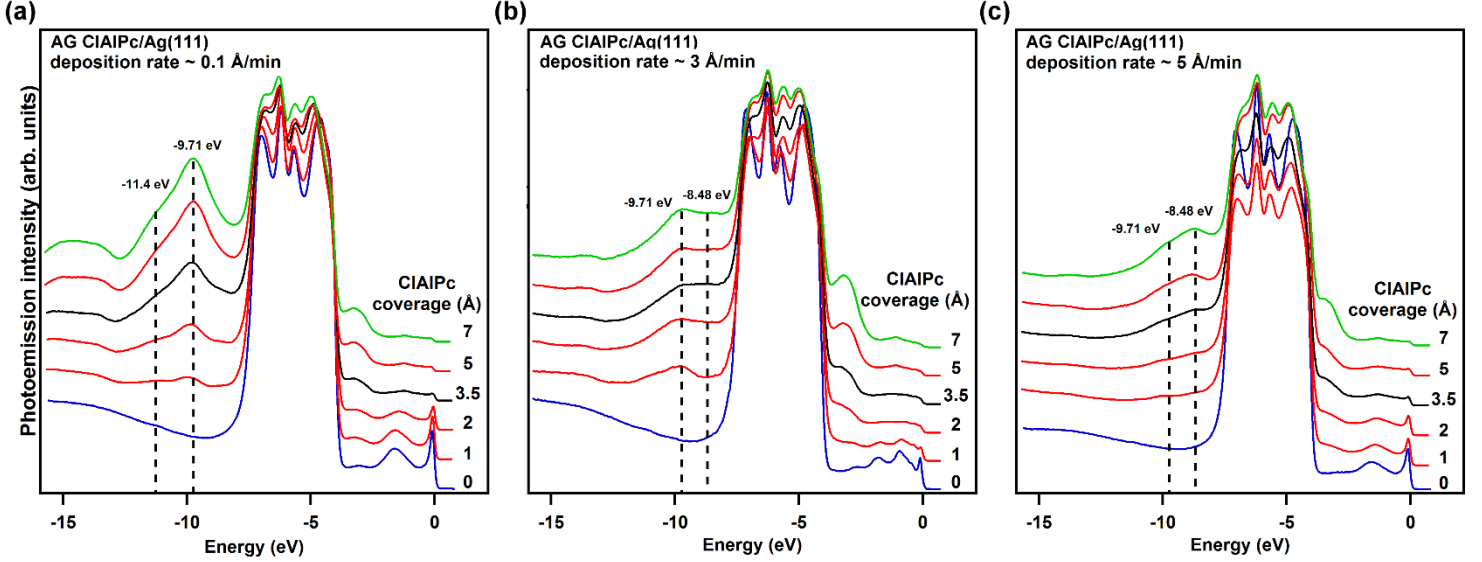 (a)
AG ClAlPc/Ag(111)
deposition rate ~ 0.1 Å/min
Photoemission intensity (arb. units)
-9.71 eV
-11.4 eV
ClAlPc
coverage (Å)
7
5
3.5
2
1
0
-15
-10
-5
0
Energy (eV)
(b)
AG ClAlPc/Ag(111)
deposition rate ~ 3 Å/min
-9.71 eV
-8.48 eV
ClAlPc
coverage (Å)
7
5
3.5
2
1
0
-15
-10
-5
0
Energy (eV)
(c)
AG ClAlPc/Ag(111)
deposition rate ~ 5 Å/min
-8.48 eV
-9.71 eV
ClAlPc
coverage (Å)
7
5
3.5
2
1
0
-15
-10
-5
0
Energy (eV)